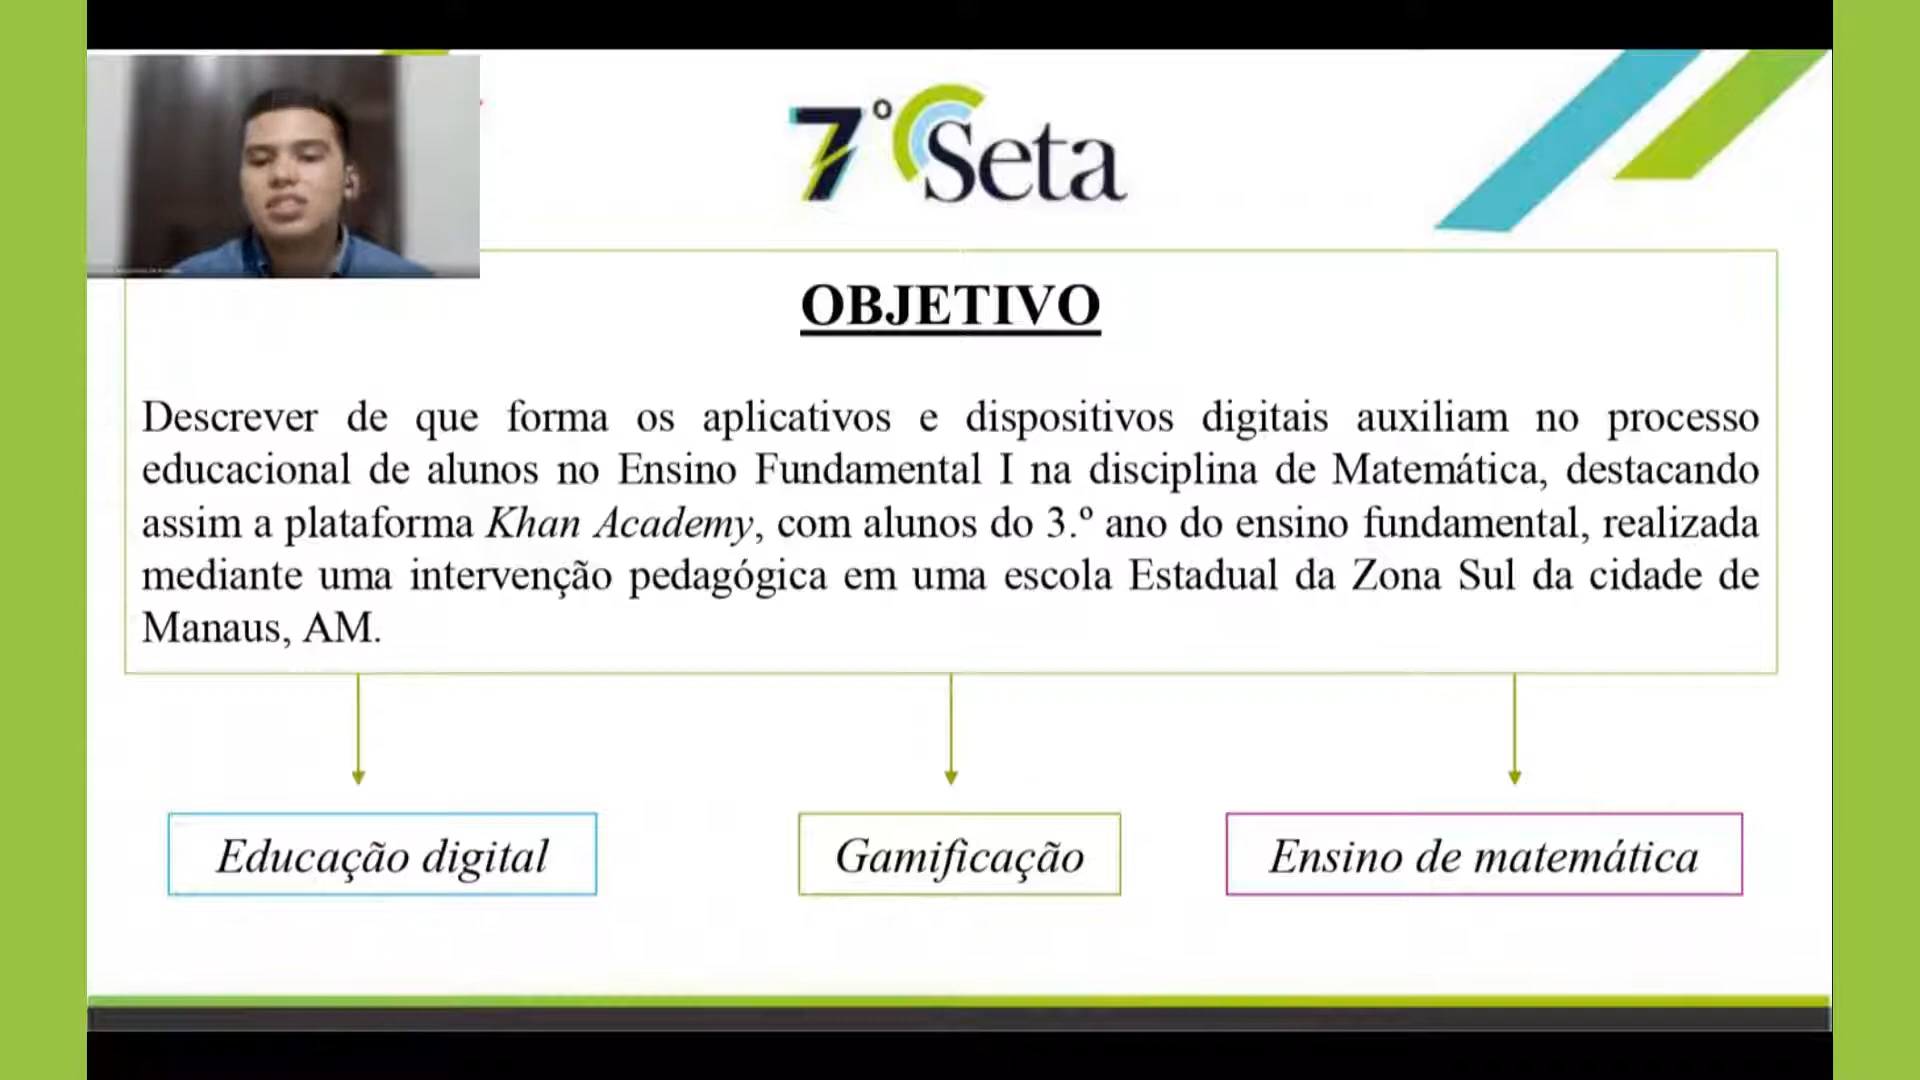 7º Seta
OBJETIVO
Descrever de que forma os aplicativos e dispositivos digitais auxiliam no processo
educacional de alunos no Ensino Fundamental I na disciplina de Matemática, destacando
assim a plataforma Khan Academy, com alunos do 3.º ano do ensino fundamental, realizada
mediante uma intervenção pedagógica em uma escola Estadual da Zona Sul da cidade de
Manaus, AM.
Educação digital
Gamificação
Ensino de matemática